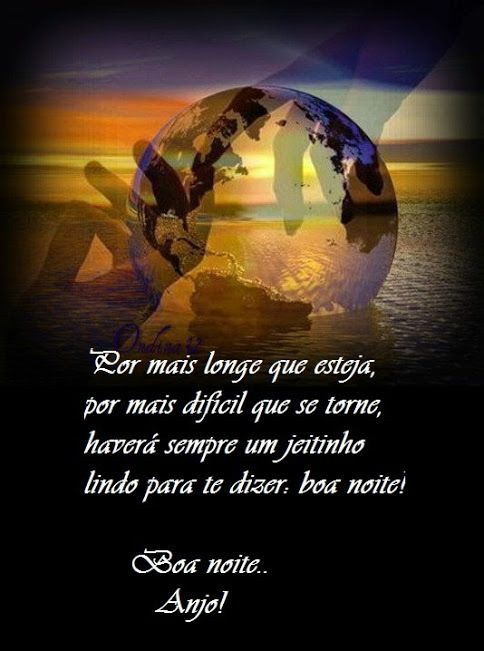 Ondina
Por mais longe que esteja,
por mais difícil que se torne,
haverá sempre um jeitinho
lindo para te dizer: boa noite!
Boa noite..
Anjo!